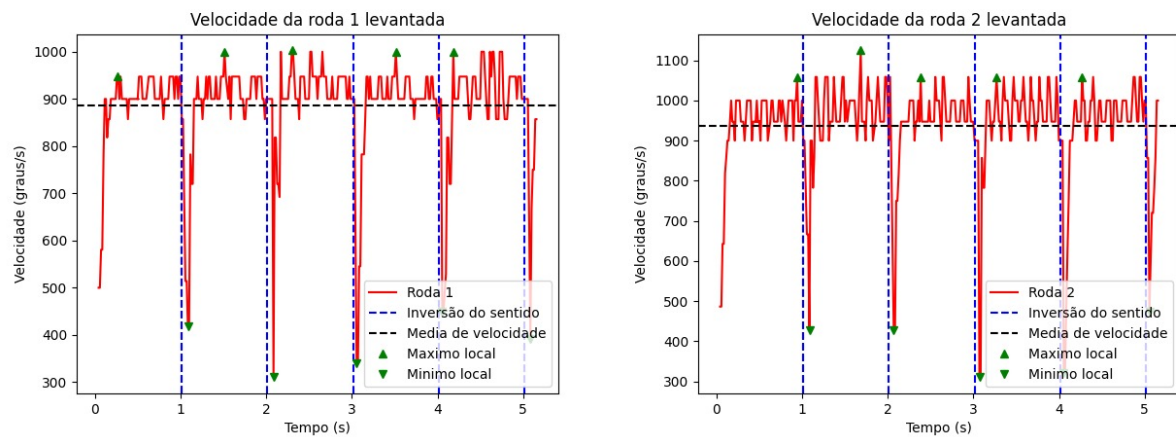 Velocidade da roda 1 levantada
Velocidade (graus/s)
1000
900
800
700
600
500
400
300
0
1
2
3
4
5
Tempo (s)
Roda 1
Inversão do sentido
Media de velocidade
Maximo local
Minimo local
Velocidade da roda 2 levantada
Velocidade (graus/s)
1100
1000
900
800
700
600
500
400
300
0
1
2
3
4
5
Tempo (s)
Roda 2
Inversão do sentido
Media de velocidade
Maximo local
Minimo local